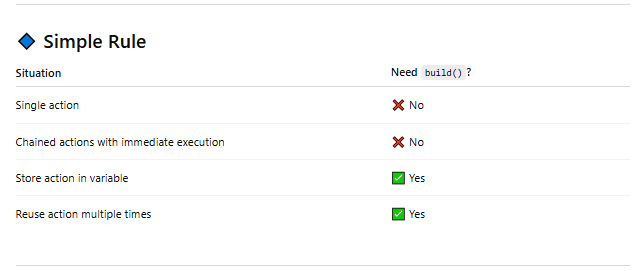 Simple Rule
Situation Need build()?
Single action ❌ No
Chained actions with immediate execution ❌ No
Store action in variable ✅ Yes
Reuse action multiple times ✅ Yes